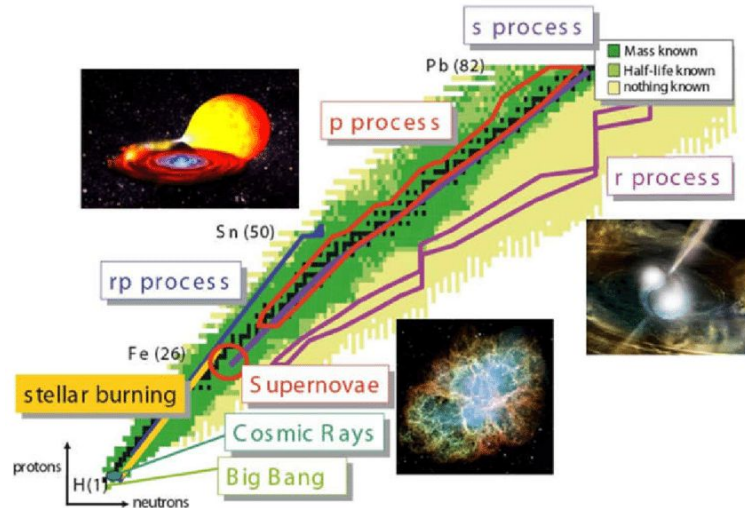 s process
Mass known
Half-life known
nothing known
Pb (82)
p process
r process
Sn (50)
rp process
Fe (26)
stellar burning
Supernovae
Cosmic Rays
Big Bang
protons
H(1)
neutrons